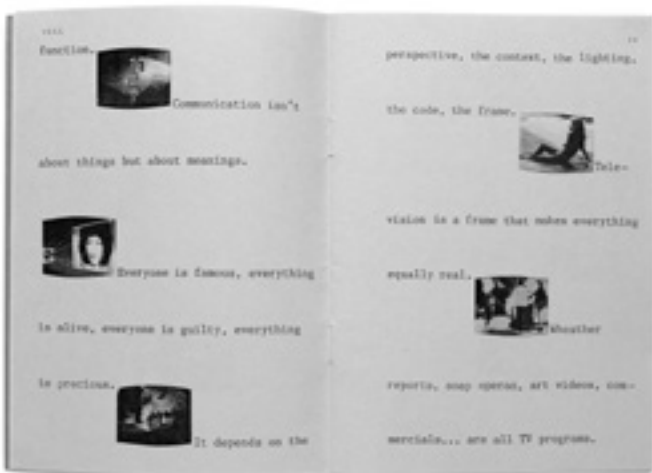 function.
Communication isn't
about things but about meanings.
Everyone is famous, everything
is alive, everyone is guilty, everything
is precious.
It depends on the
perspective, the context, the lighting,
the code, the frame.
Tele-
vision is a frame that makes everything
equally real.
Wheather
reports, soap operas, art videos, com-
mercials... are all TV programs.